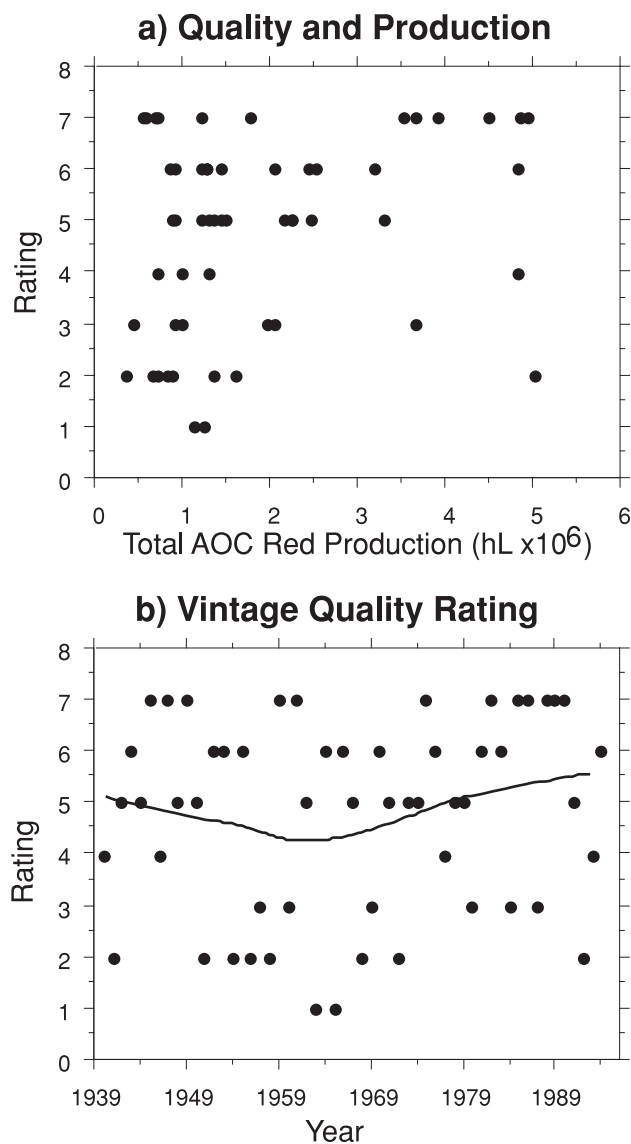 a) Quality and Production
8
7
6
5
4
3
2
1
0
Rating
0 1 2 3 4 5 6
Total AOC Red Production (hL x10⁶)
b) Vintage Quality Rating
8
7
6
5
4
3
2
1
0
Rating
1939 1949 1959 1969 1979 1989
Year